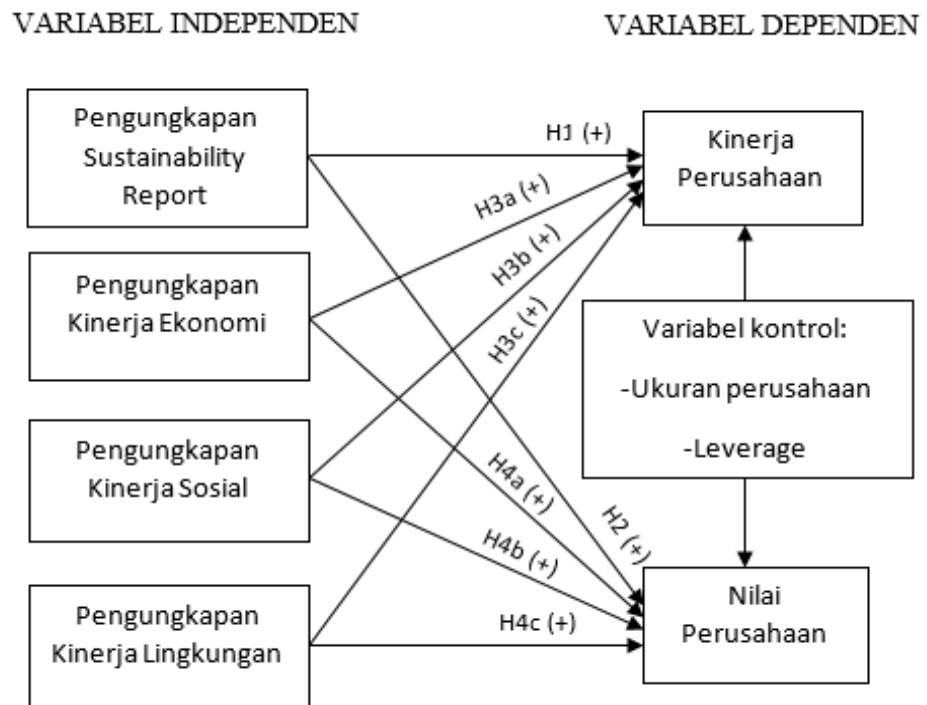 VARIABEL INDEPENDEN
VARIABEL DEPENDEN
Pengungkapan
Sustainability
Report
H1 (+)
Kinerja
Perusahaan
H3a (+)
H3b (+)
H3c (+)
Pengungkapan
Kinerja Ekonomi
Variabel kontrol:
-Ukuran perusahaan
-Leverage
Pengungkapan
Kinerja Sosial
H4a (+)
H2 (+)
H4b (+)
H4c (+)
Pengungkapan
Kinerja Lingkungan
Nilai
Perusahaan